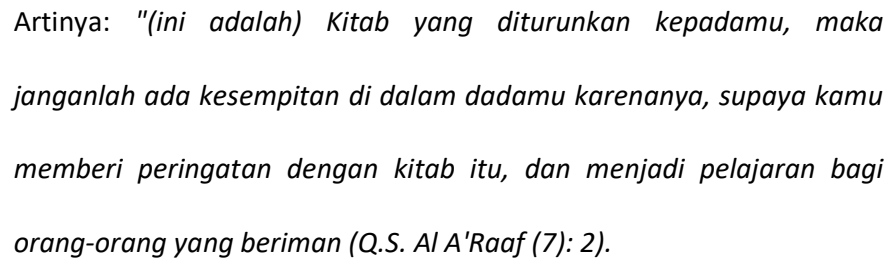 Artinya: "(ini adalah) Kitab yang diturunkan kepadamu, maka
janganlah ada kesempitan di dalam dadamu karenanya, supaya kamu
memberi peringatan dengan kitab itu, dan menjadi pelajaran bagi
orang-orang yang beriman (Q.S. Al A'Raaf (7): 2).